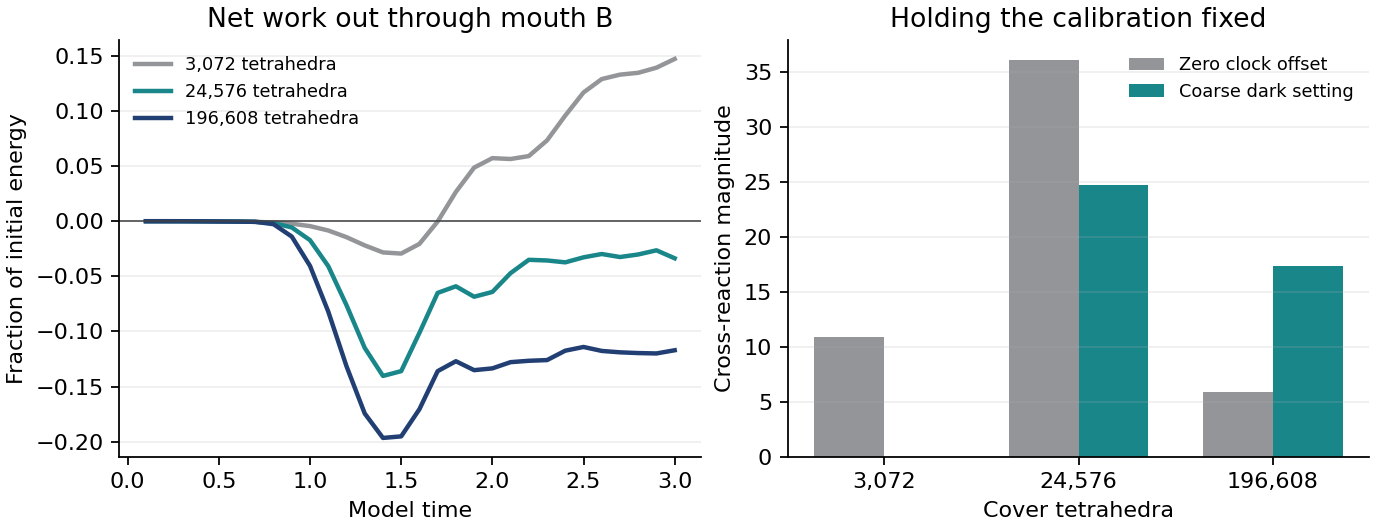 Net work out through mouth B
Fraction of initial energy
0.15
0.10
0.05
0.00
−0.05
−0.10
−0.15
−0.20
3,072 tetrahedra
24,576 tetrahedra
196,608 tetrahedra
0.0 0.5 1.0 1.5 2.0 2.5 3.0
Model time
Holding the calibration fixed
Cross-reaction magnitude
35
30
25
20
15
10
5
0
Zero clock offset
Coarse dark setting
3,072 24,576 196,608
Cover tetrahedra